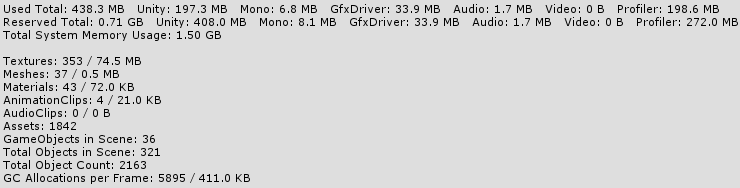 Used Total: 438.3 MB   Unity: 197.3 MB   Mono: 6.8 MB   GfxDriver: 33.9 MB   Audio: 1.7 MB   Video: 0 B   Profiler: 198.6 MB
Reserved Total: 0.71 GB   Unity: 408.0 MB   Mono: 8.1 MB   GfxDriver: 33.9 MB   Audio: 1.7 MB   Video: 0 B   Profiler: 272.0 MB
Total System Memory Usage: 1.50 GB
Textures: 353 / 74.5 MB
Meshes: 37 / 0.5 MB
Materials: 43 / 72.0 KB
AnimationClips: 4 / 21.0 KB
AudioClips: 0 / 0 B
Assets: 1842
GameObjects in Scene: 36
Total Objects in Scene: 321
Total Object Count: 2163
GC Allocations per Frame: 5895 / 411.0 KB